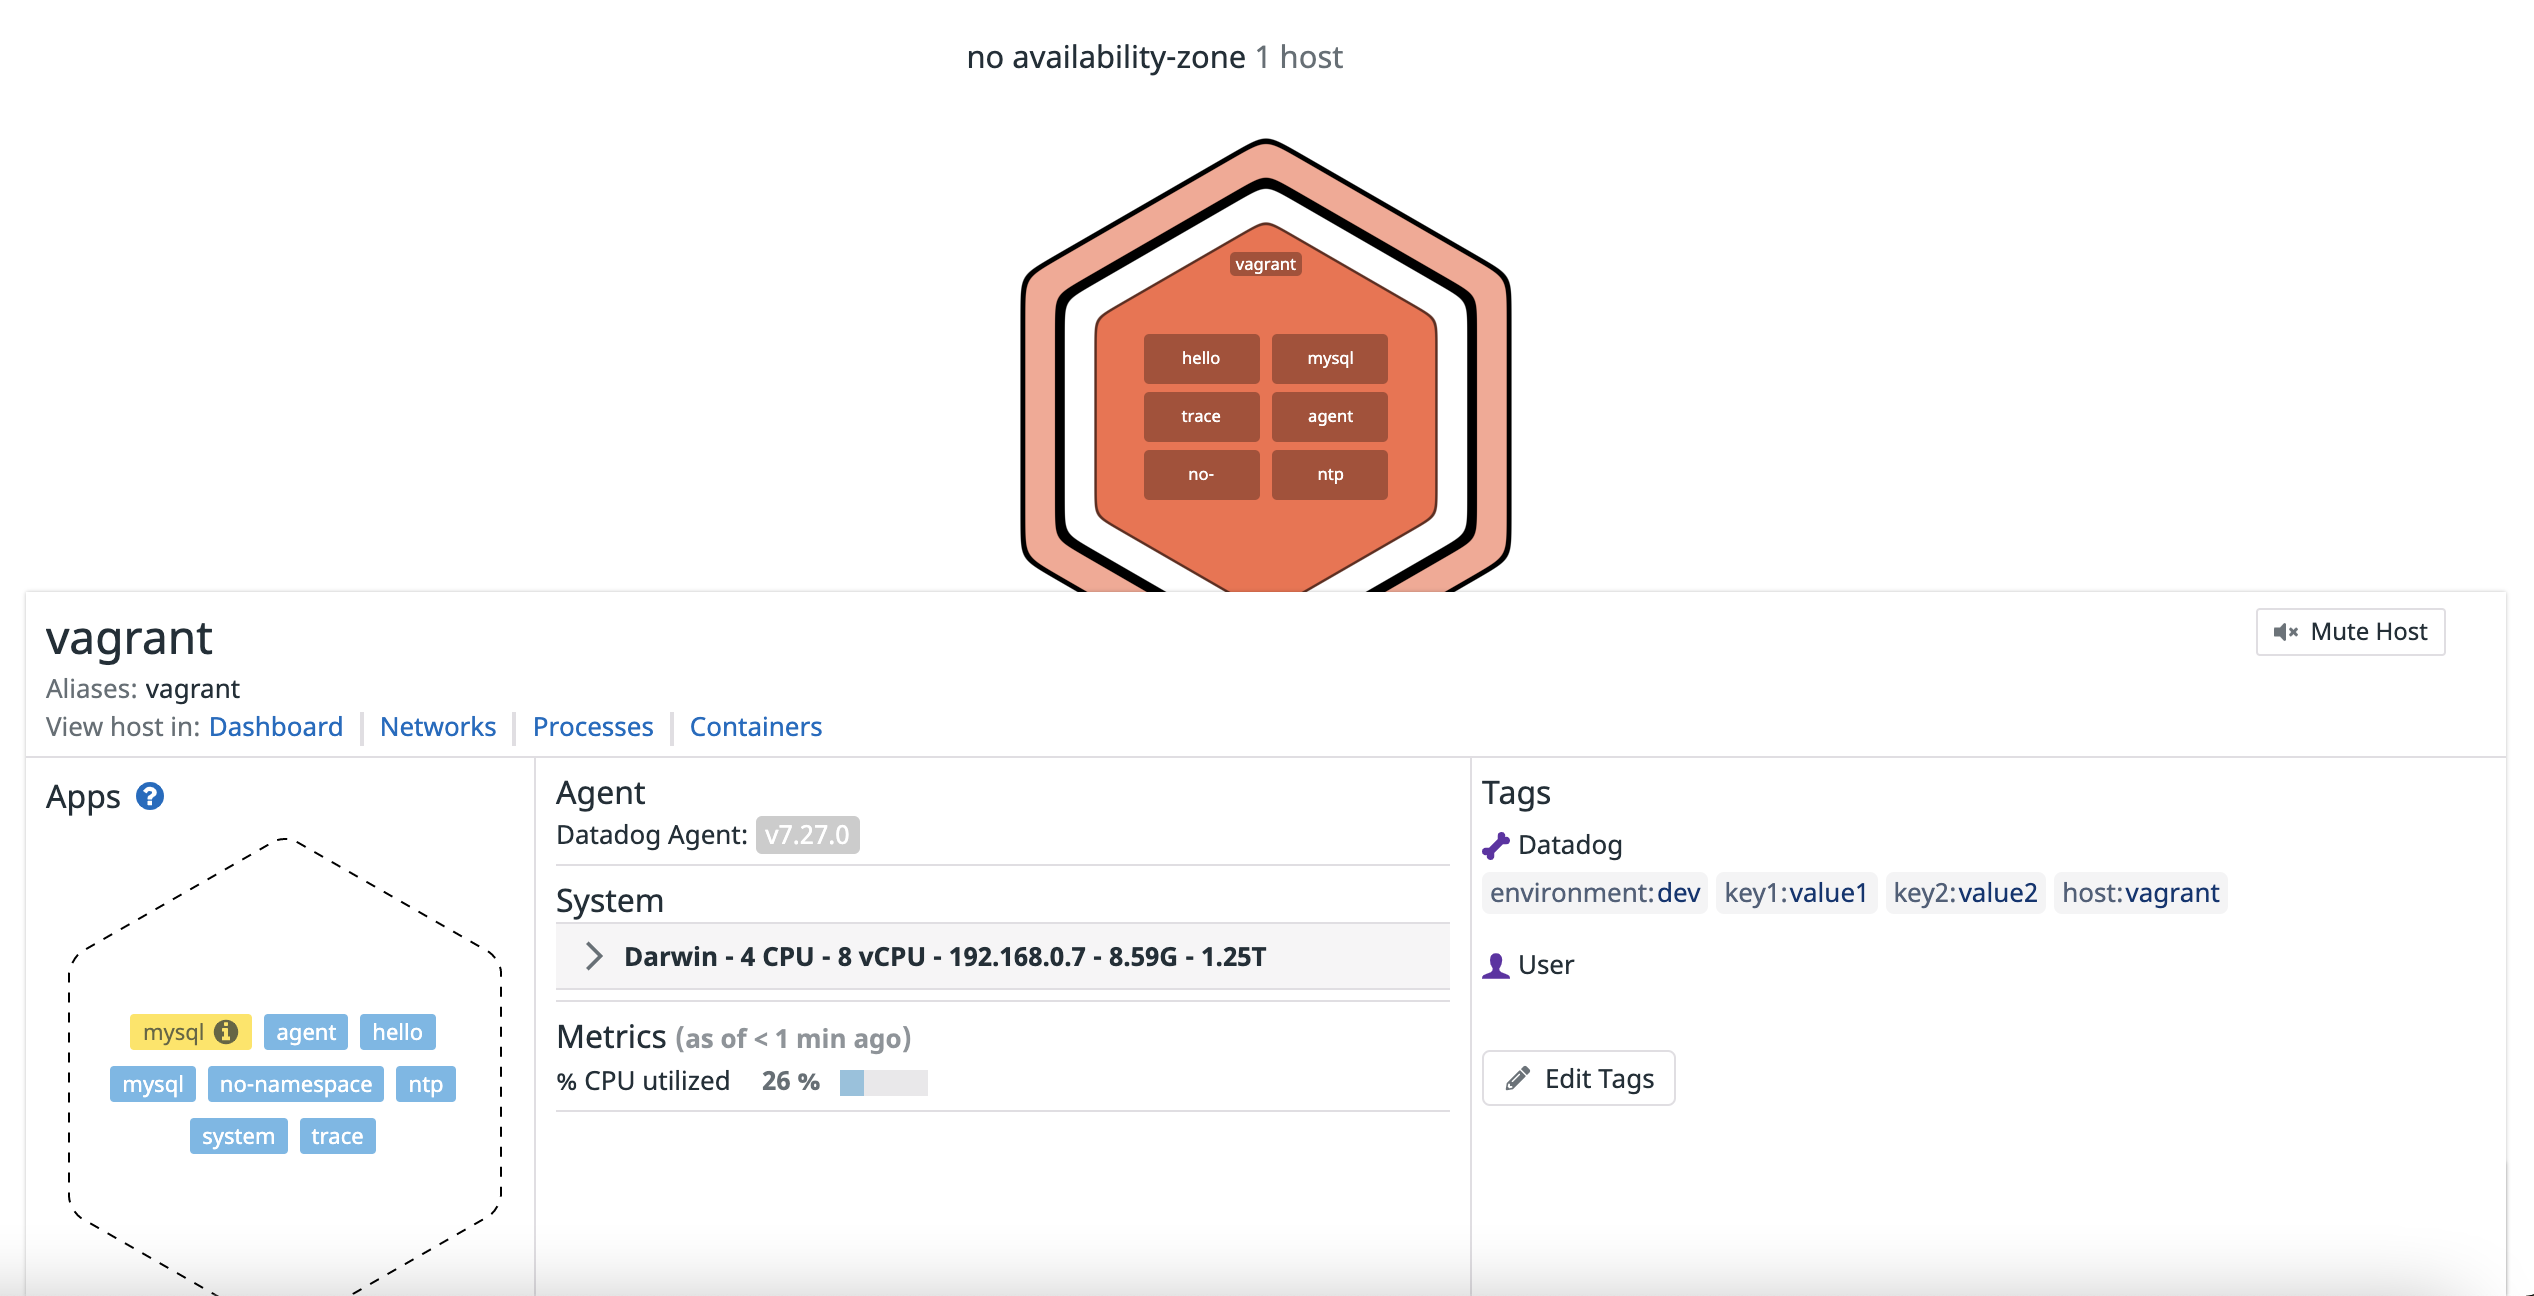 no availability-zone 1 host
vagrant
hello mysql
trace agent
no- ntp
vagrant
Mute Host
Aliases: vagrant
View host in: Dashboard Networks Processes Containers
Apps ?
mysql agent hello
mysql no-namespace ntp
system trace
Agent
Datadog Agent: v7.27.0
System
Darwin - 4 CPU - 8 vCPU - 192.168.0.7 - 8.59G - 1.25T
Metrics (as of < 1 min ago)
% CPU utilized 26 %
Tags
Datadog
environment:dev key1:value1 key2:value2 host:vagrant
User
Edit Tags